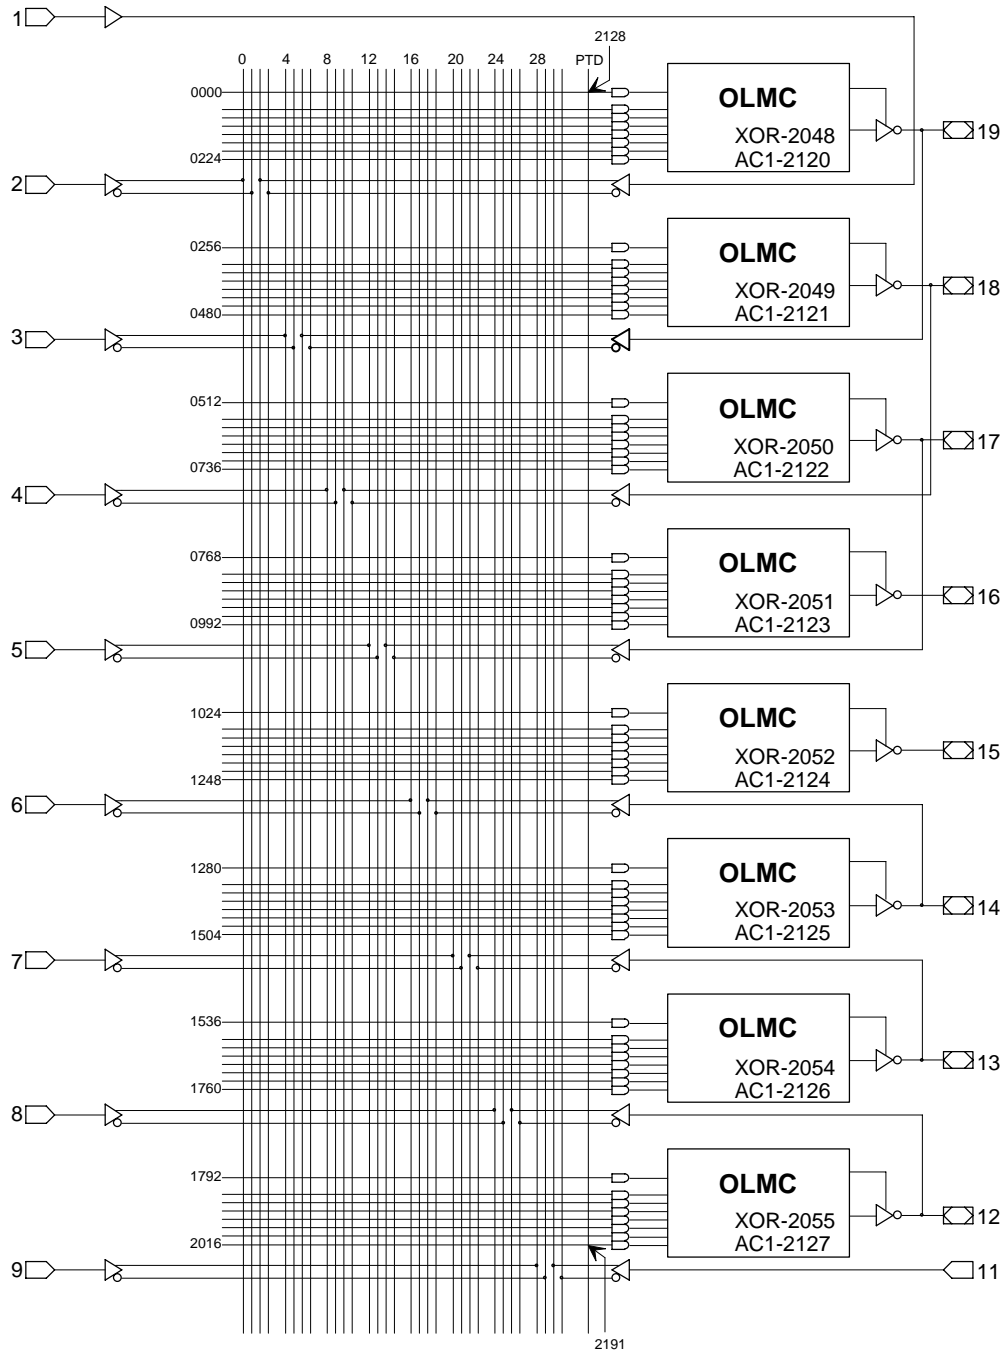 1
2128
0 4 8 12 16 20 24 28 PTD
0000
OLMC
XOR-2048
AC1-2120
19
0224
2
0256
OLMC
XOR-2049
AC1-2121
18
0480
3
0512
OLMC
XOR-2050
AC1-2122
17
0736
4
0768
OLMC
XOR-2051
AC1-2123
16
0992
5
1024
OLMC
XOR-2052
AC1-2124
15
1248
6
1280
OLMC
XOR-2053
AC1-2125
14
1504
7
1536
OLMC
XOR-2054
AC1-2126
13
1760
8
1792
OLMC
XOR-2055
AC1-2127
12
2016
9
11
2191